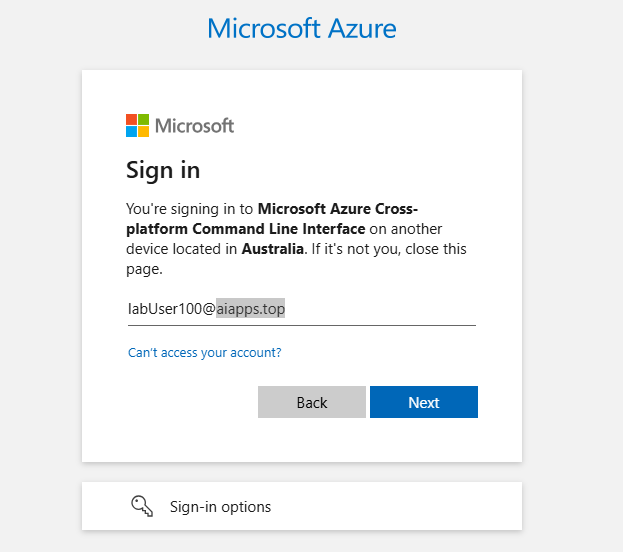 Microsoft Azure
Microsoft
Sign in
You're signing in to Microsoft Azure Cross-
platform Command Line Interface on another
device located in Australia. If it's not you, close this
page.
labUser100@aiapps.top
Can't access your account?
Back
Next
Sign-in options